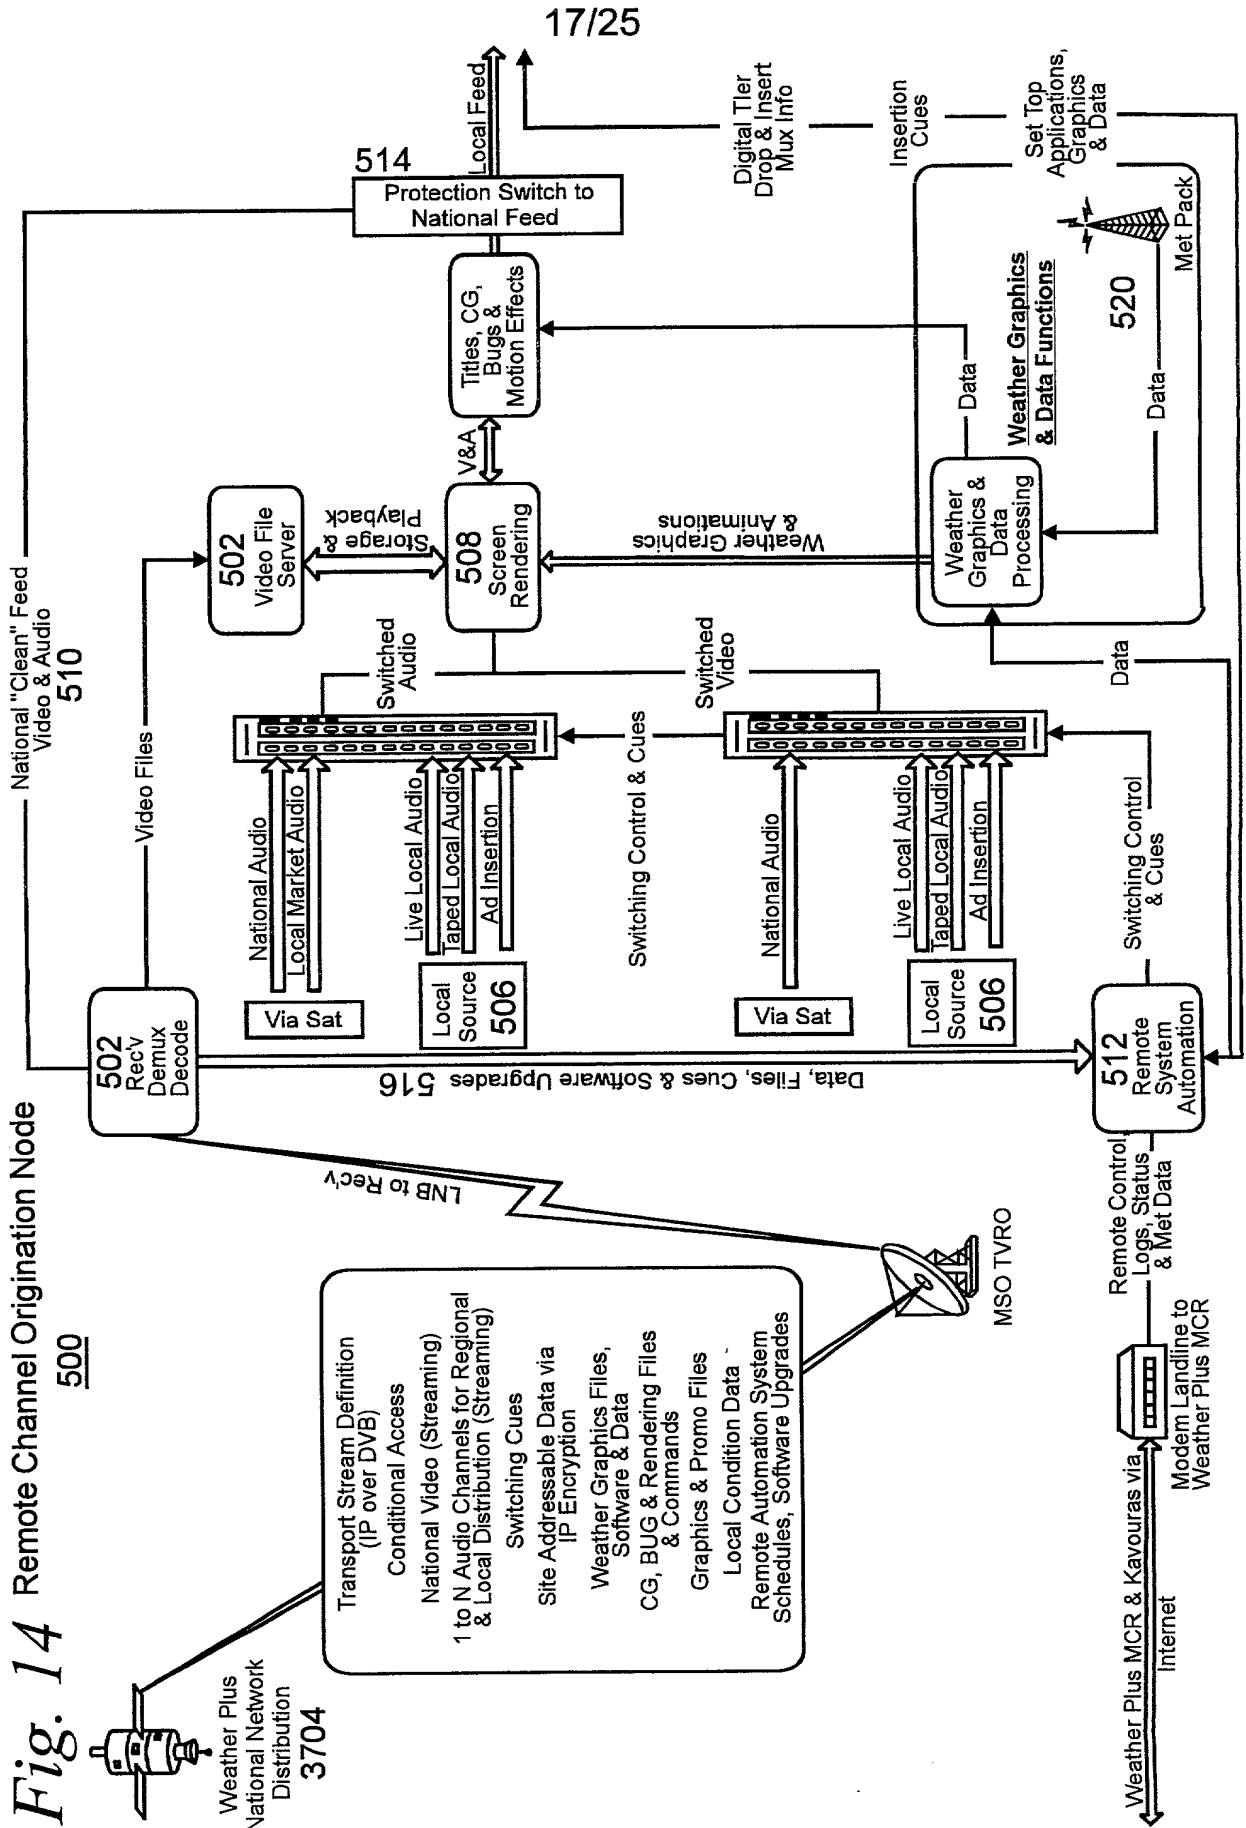 17/25
Fig. 14 Remote Channel Origination Node
500
Weather Plus
National Network
Distribution
3704
Transport Stream Definition
(IP over DVB)
Conditional Access
National Video (Streaming)
1 to N Audio Channels for Regional
& Local Distribution (Streaming)
Switching Cues
Site Addressable Data via
IP Encryption
Weather Graphics Files,
Software & Data
CG, BUG & Rendering Files
& Commands
Graphics & Promo Files
Local Condition Data
Remote Automation System
Schedules, Software Upgrades
MSO TVRO
LNB to Rec'v
Weather Plus MCR & Kavouras via
Internet
Modem Landline to
Weather Plus MCR
Remote Control,
Logs, Status
& Met Data
502
Rec'v
Demux
Decode
Data, Files, Cues & Software Upgrades 516
512
Remote
System
Automation
National "Clean" Feed
Video & Audio
510
Video Files
Via Sat
National Audio
Local Market Audio
Local
Source
506
Live Local Audio
Taped Local Audio
Ad Insertion
Switching Control & Cues
Via Sat
National Audio
Local
Source
506
Live Local Audio
Taped Local Audio
Ad Insertion
Switching Control
& Cues
Switched
Audio
Switched
Video
Data
502
Video File
Server
Storage &
Playback
508
Screen
Rendering
V&A
Weather Graphics
& Animations
Titles, CG,
Bugs &
Motion Effects
514
Protection Switch to
National Feed
Local Feed
Weather
Graphics &
Data
Processing
Data
Weather Graphics
& Data Functions
520
Data
Met Pack
Digital Tier
Drop & Insert
Mux Info
Insertion
Cues
Set Top
Applications,
Graphics
& Data